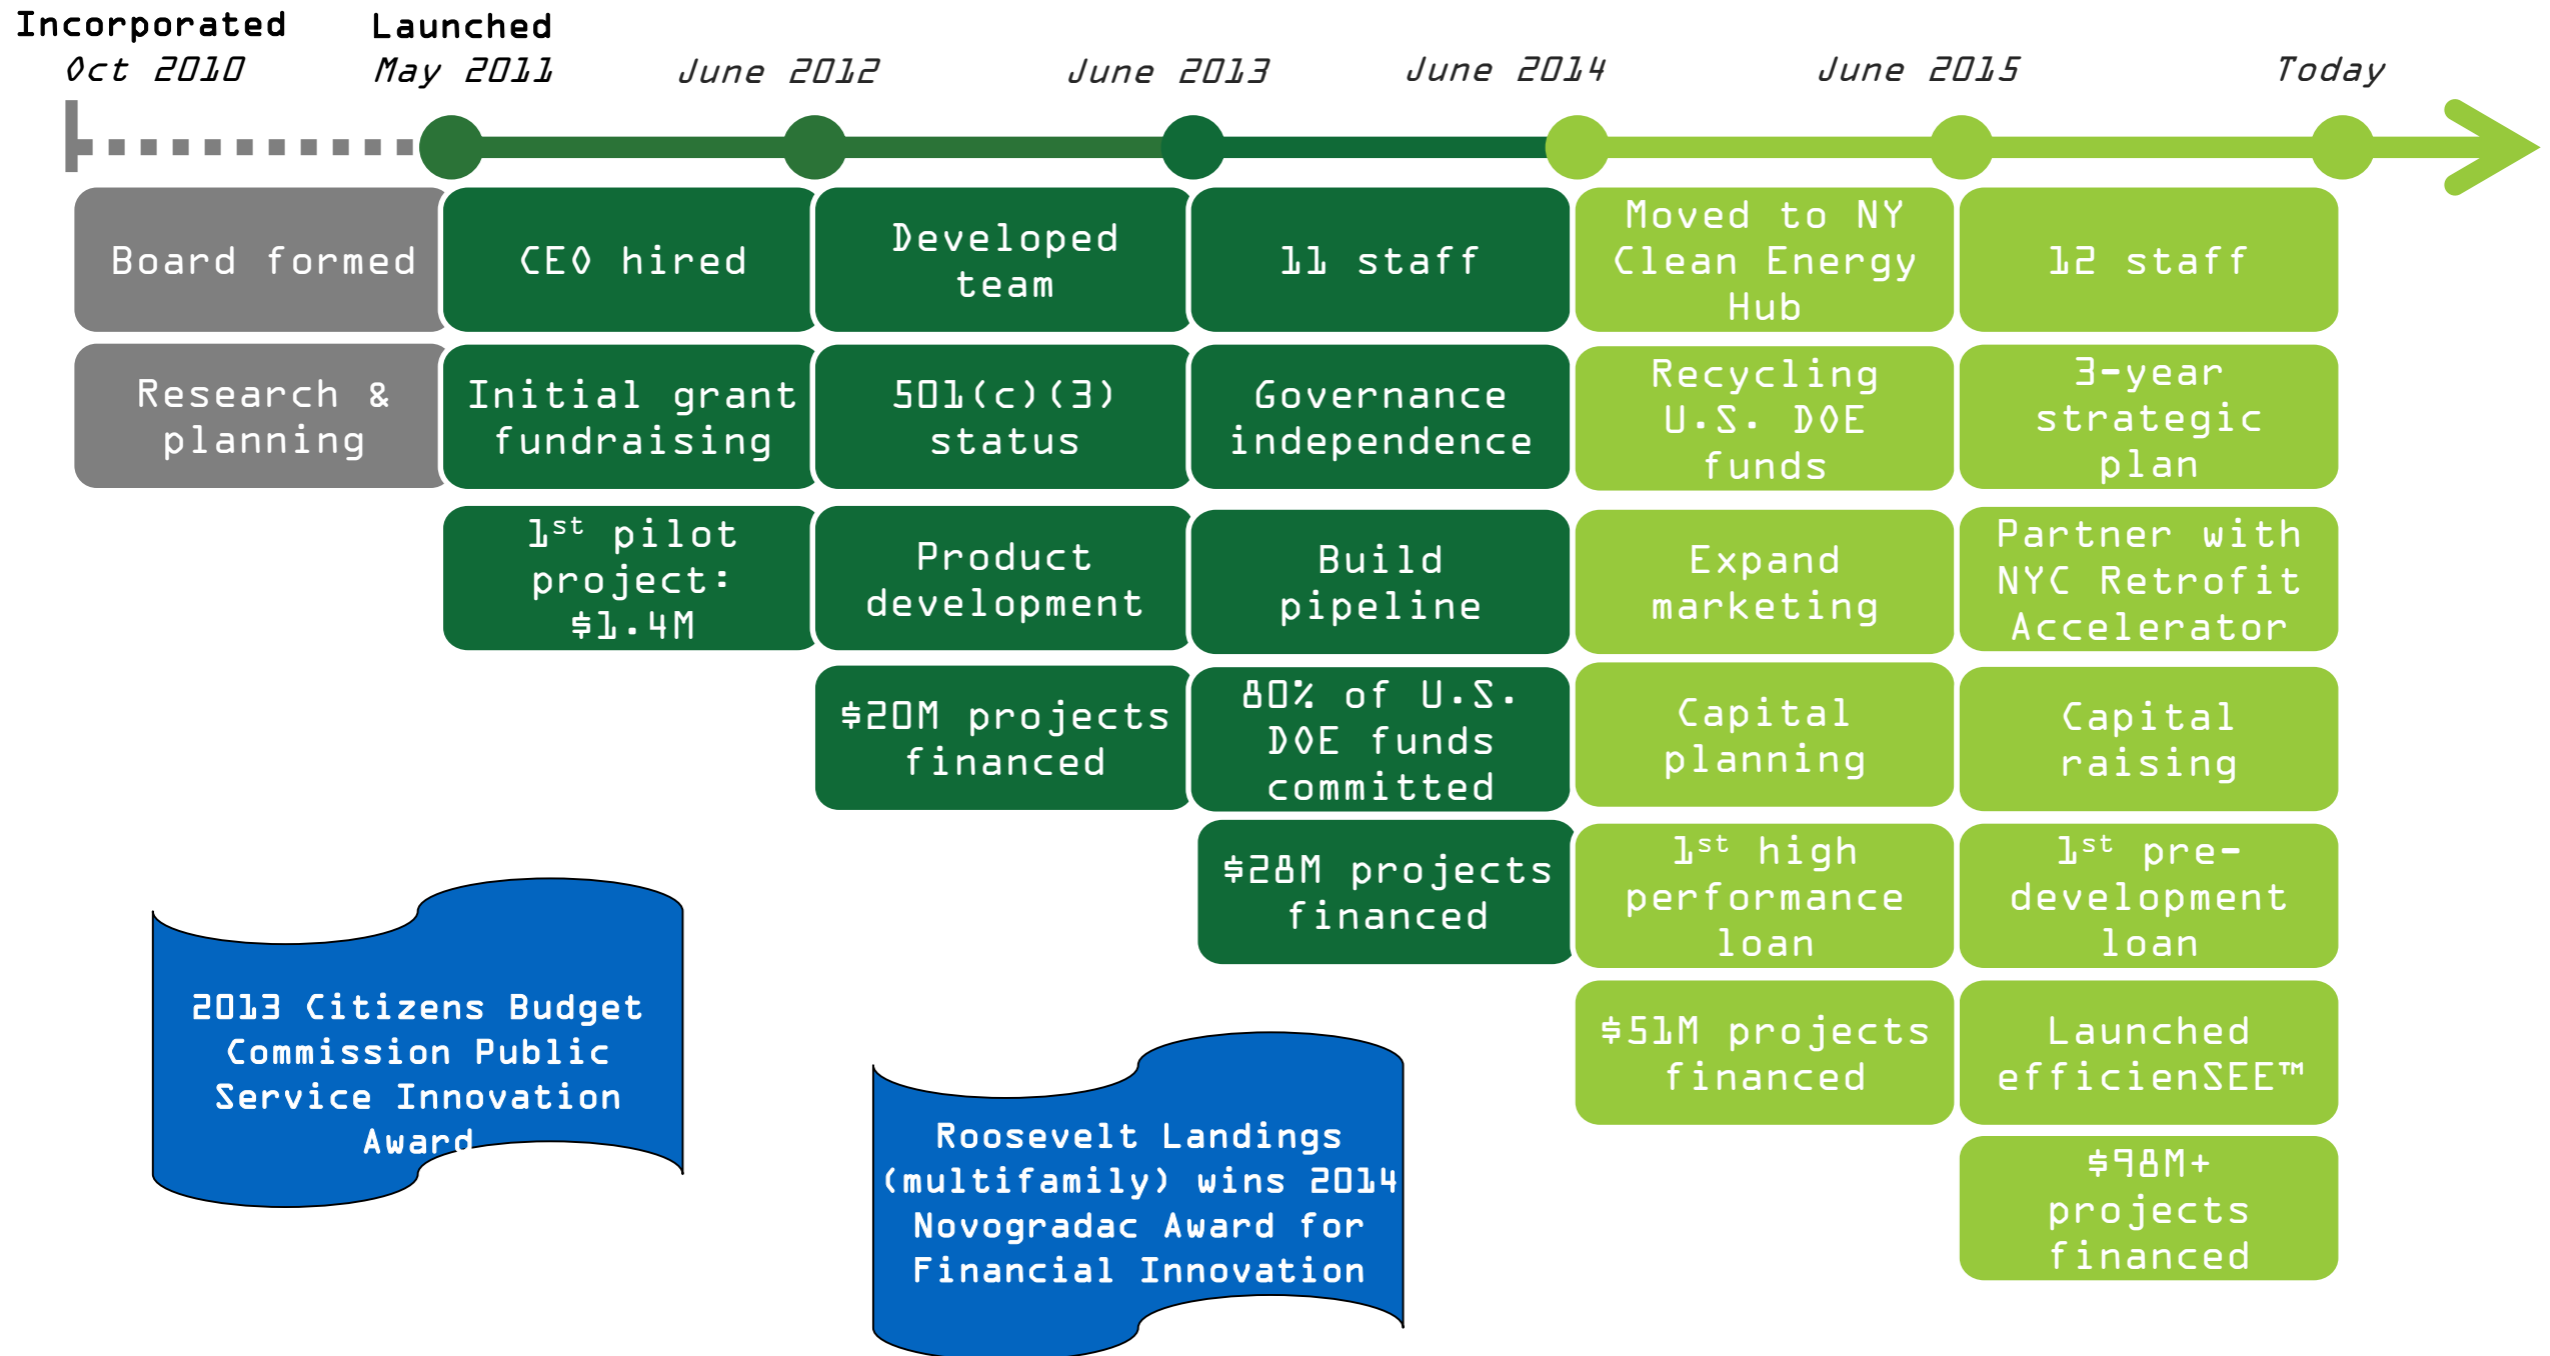 Incorporated
Oct 2010
Launched
May 2011
June 2012
June 2013
June 2014
June 2015
Today
Board formed
Research &
planning
CEO hired
Initial grant
fundraising
1st pilot
project:
$1.4M
Developed
team
501(c)(3)
status
Product
development
$20M projects
financed
11 staff
Governance
independence
Build
pipeline
80% of U.S.
DOE funds
committed
$28M projects
financed
Moved to NY
Clean Energy
Hub
Recycling
U.S. DOE
funds
Expand
marketing
Capital
planning
1st high
performance
loan
$51M projects
financed
12 staff
3-year
strategic
plan
Partner with
NYC Retrofit
Accelerator
Capital
raising
1st pre-
development
loan
Launched
efficienSEE™
$98M+
projects
financed
2013 Citizens Budget
Commission Public
Service Innovation
Award
Roosevelt Landings
(multifamily) wins 2014
Novogradac Award for
Financial Innovation